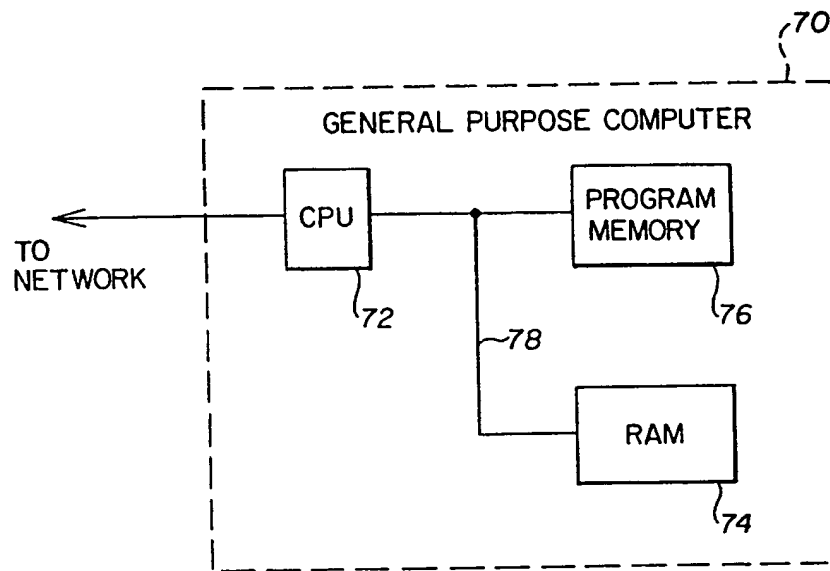 70
GENERAL PURPOSE COMPUTER
CPU
PROGRAM
MEMORY
TO
NETWORK
72
76
78
RAM
74